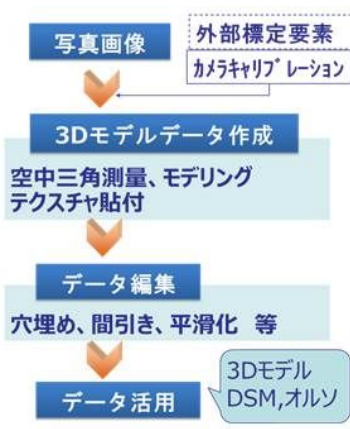 写真画像
外部標定要素
カメラキャリブレーション
3Dモデルデータ作成
空中三角測量、モデリング
テクスチャ貼付
データ編集
穴埋め、間引き、平滑化 等
データ活用
3Dモデル
DSM,オルソ